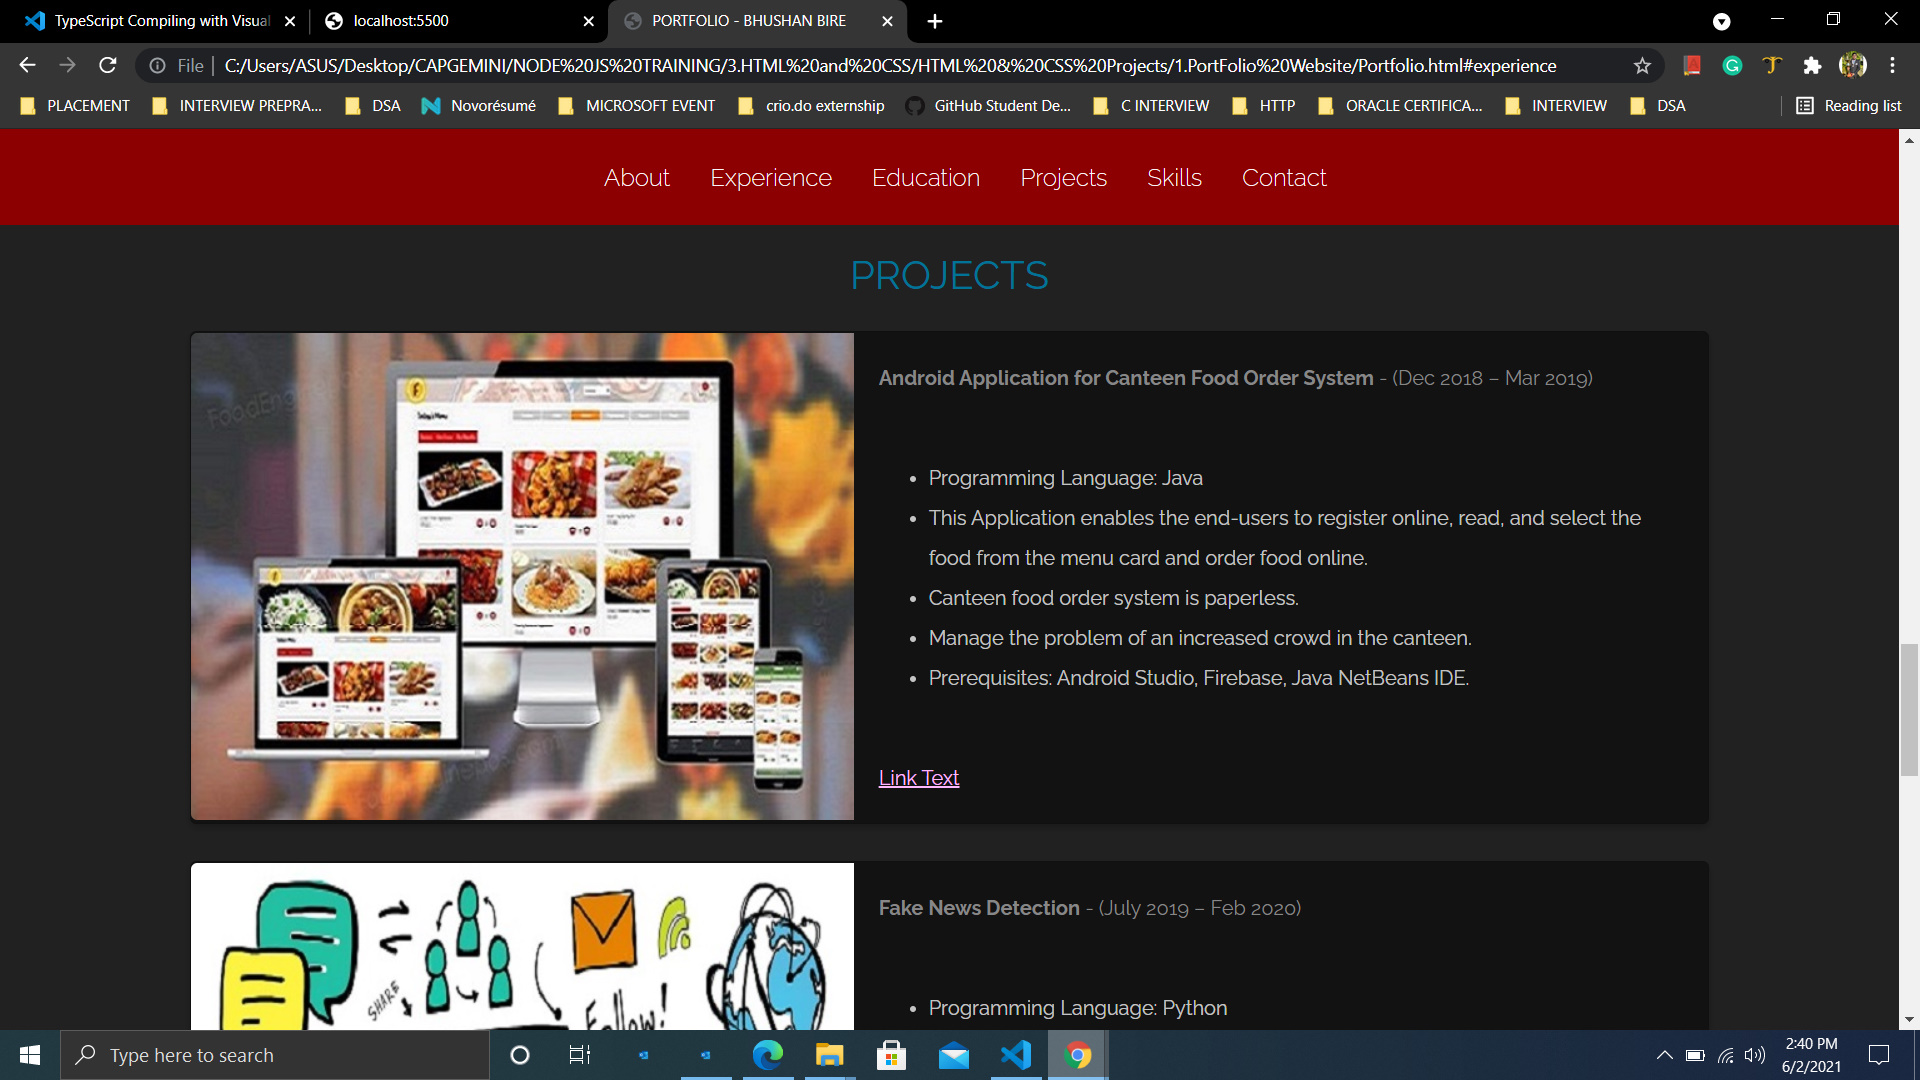 TypeScript Compiling with Visual
localhost:5500
PORTFOLIO - BHUSHAN BIRE
File
C:/Users/ASUS/Desktop/CAPGEMINI/NODE%20JS%20TRAINING/3.HTML%20and%20CSS/HTML%20&%20CSS%20Projects/1.PortFolio%20Website/Portfolio.html#experience
PLACEMENT
INTERVIEW PREPRA...
DSA
Novorésumé
MICROSOFT EVENT
crio.do externship
GitHub Student De...
C INTERVIEW
HTTP
ORACLE CERTIFICA...
INTERVIEW
DSA
Reading list
About Experience Education Projects Skills Contact
PROJECTS
Android Application for Canteen Food Order System - (Dec 2018 – Mar 2019)
• Programming Language: Java
• This Application enables the end-users to register online, read, and select the
food from the menu card and order food online.
• Canteen food order system is paperless.
• Manage the problem of an increased crowd in the canteen.
• Prerequisites: Android Studio, Firebase, Java NetBeans IDE.
Link Text
SHARE
Follow!
Fake News Detection - (July 2019 – Feb 2020)
• Programming Language: Python
Type here to search
2:40 PM
6/2/2021